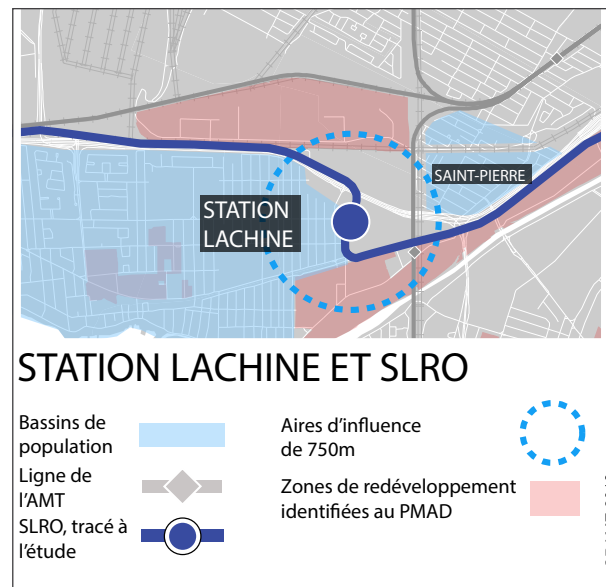 SAINT-PIERRE
STATION
LACHINE
STATION LACHINE ET SLRO
Bassins de
population
Ligne de
l'AMT
SLRO, tracé à
l'étude
Aires d'influence
de 750m
Zones de redéveloppement
identifiées au PMAD